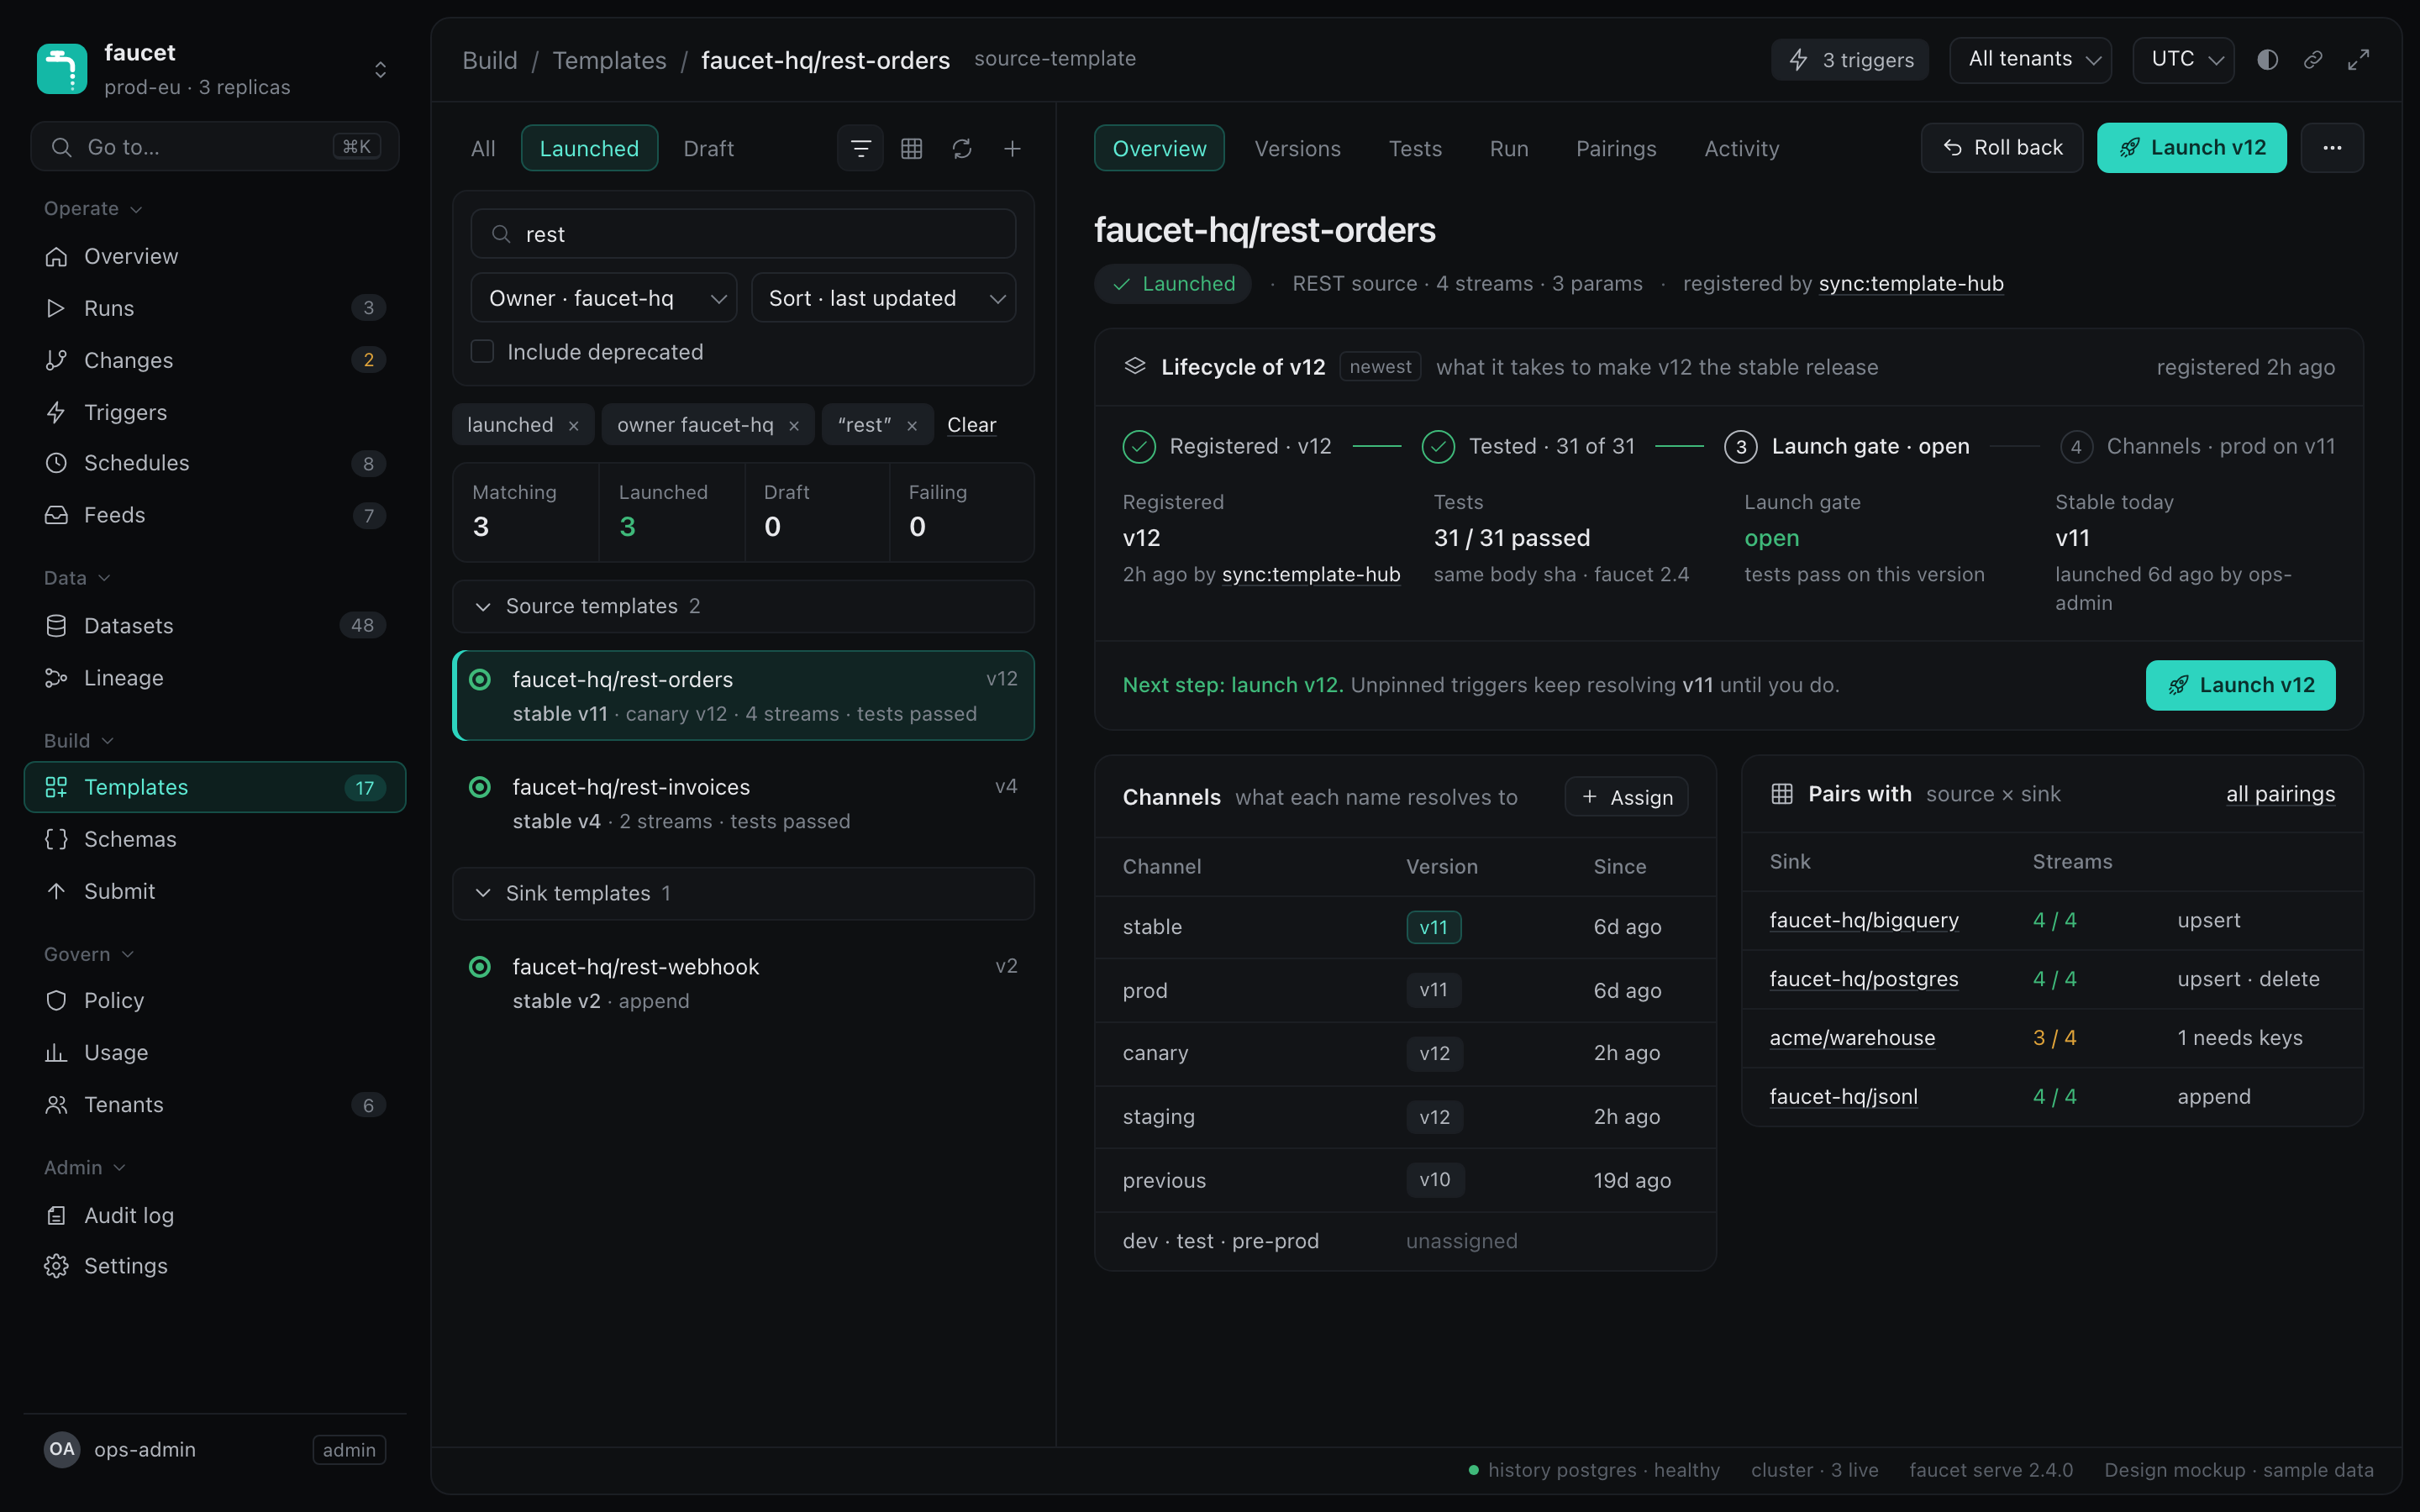 faucet
prod-eu · 3 replicas
Go to... ⌘K
Operate
Overview
Runs 3
Changes 2
Triggers
Schedules 8
Feeds 7
Data
Datasets 48
Lineage
Build
Templates 17
Schemas
Submit
Govern
Policy
Usage
Tenants 6
Admin
Audit log
Settings
OA ops-admin admin
Build / Templates / faucet-hq/rest-orders source-template
3 triggers All tenants UTC
All Launched Draft
rest
Owner · faucet-hq Sort · last updated
Include deprecated
launched × owner faucet-hq × “rest” × Clear
Matching Launched Draft Failing
3 3 0 0
Source templates 2
faucet-hq/rest-orders v12
stable v11 · canary v12 · 4 streams · tests passed
faucet-hq/rest-invoices v4
stable v4 · 2 streams · tests passed
Sink templates 1
faucet-hq/rest-webhook v2
stable v2 · append
Overview Versions Tests Run Pairings Activity Roll back Launch v12 ···
faucet-hq/rest-orders
Launched · REST source · 4 streams · 3 params · registered by sync:template-hub
Lifecycle of v12 newest what it takes to make v12 the stable release registered 2h ago
Registered · v12 Tested · 31 of 31 3 Launch gate · open 4 Channels · prod on v11
Registered Tests Launch gate Stable today
v12 31 / 31 passed open v11
2h ago by sync:template-hub same body sha · faucet 2.4 tests pass on this version launched 6d ago by ops-
admin
Next step: launch v12. Unpinned triggers keep resolving v11 until you do. Launch v12
Channels what each name resolves to + Assign
Channel Version Since
stable v11 6d ago
prod v11 6d ago
canary v12 2h ago
staging v12 2h ago
previous v10 19d ago
dev · test · pre-prod unassigned
Pairs with source × sink all pairings
Sink Streams
faucet-hq/bigquery 4 / 4 upsert
faucet-hq/postgres 4 / 4 upsert · delete
acme/warehouse 3 / 4 1 needs keys
faucet-hq/jsonl 4 / 4 append
history postgres · healthy cluster · 3 live faucet serve 2.4.0 Design mockup · sample data